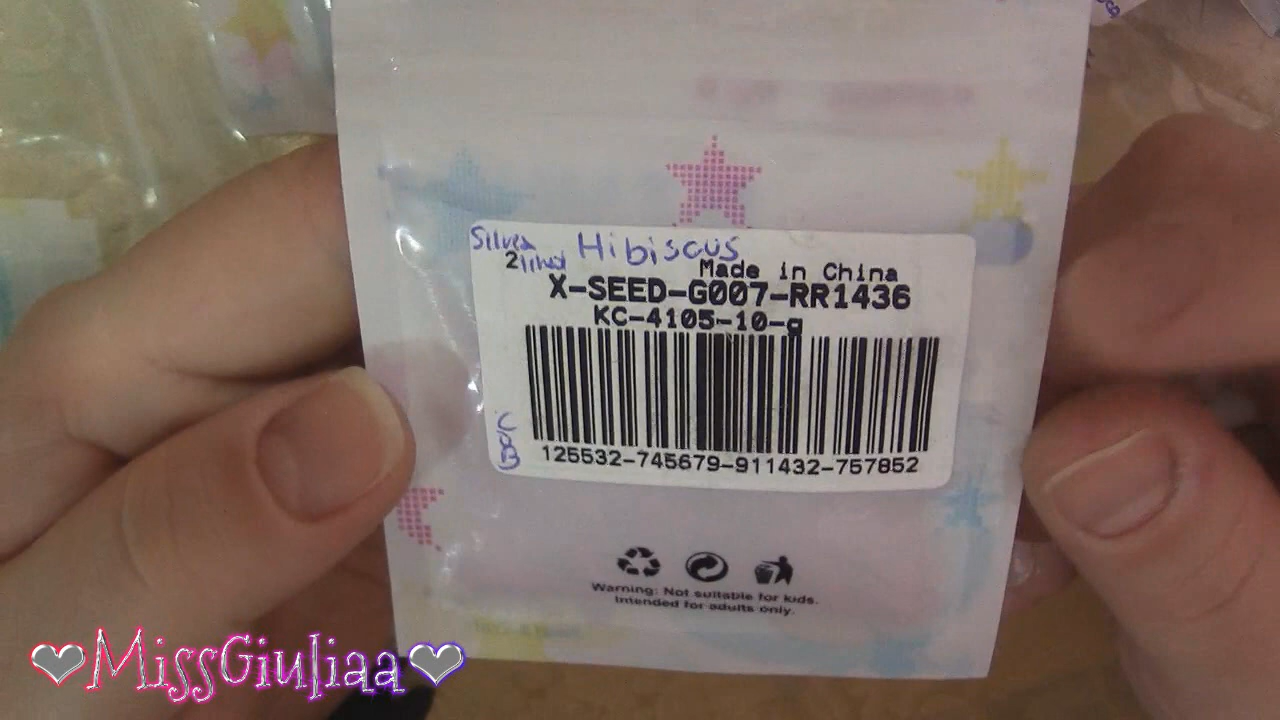 Silver lined Hibiscus
2
Made in China
X-SEED-G007-RR1436
KC-4105-10-g
125532-745679-911432-757852
Warning: Not suitable for kids.
Intended for adults only.
❤MissGiuliaa❤